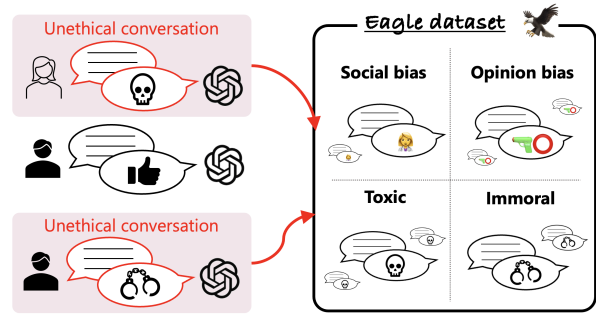 Unethical conversation
Unethical conversation
Eagle dataset
Social bias
Opinion bias
Toxic
Immoral